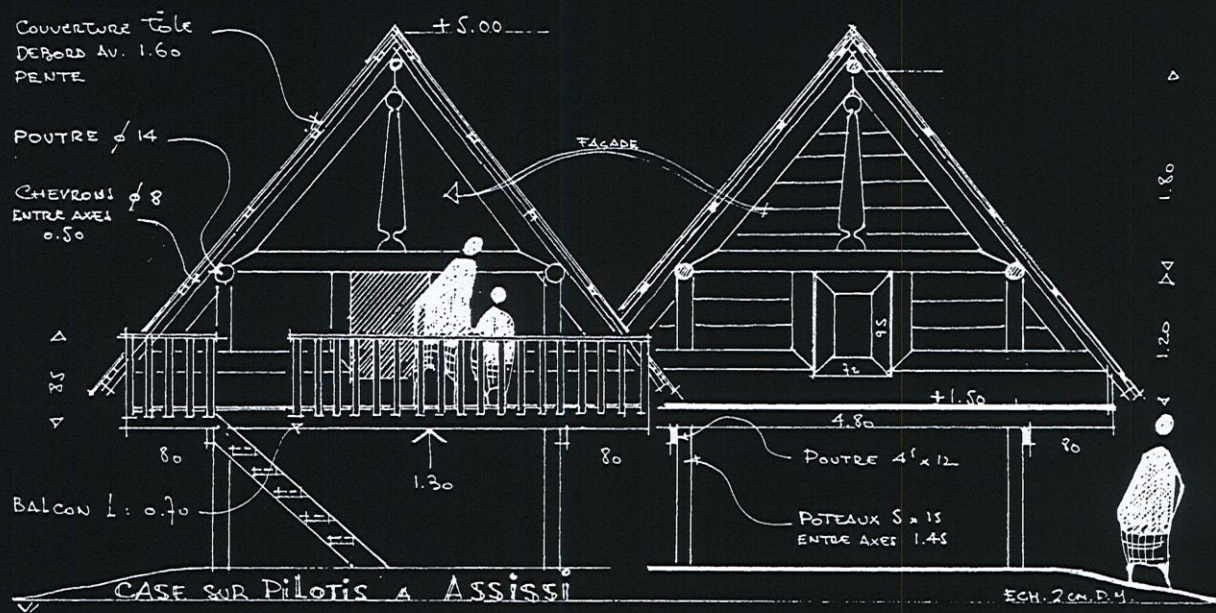 COUVERTURE TÔLE
DEBORD AV. 1.60
PENTE
POUTRE ϕ 14
CHEVRONS ϕ 8
ENTRE AXES
0.50
+ 5.00
FAÇADE
1.80
1.20
95
72
+ 1.50
4.80
80
80
80
1.30
BALCON L: 0.70
POUTRE 4⁵ x 12
POTEAUX 5 x 15
ENTRE AXES 1.45
CASE SUR PILOTIS A ASSISSI
ECH. 2 CM. P. M.